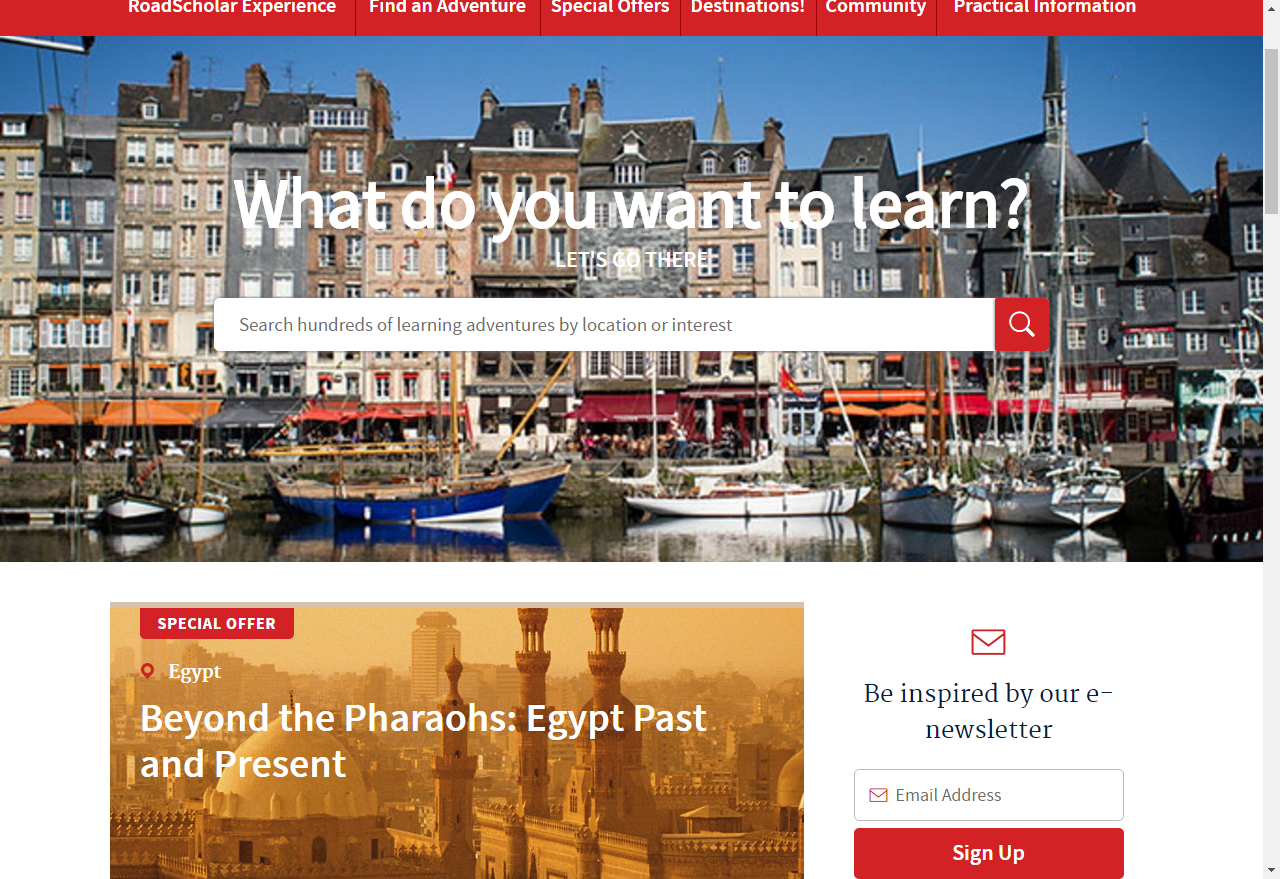 RoadScholar Experience
Find an Adventure
Special Offers
Destinations!
Community
Practical Information
What do you want to learn?
LET'S GO THERE.
Search hundreds of learning adventures by location or interest
SPECIAL OFFER
Egypt
Beyond the Pharaohs: Egypt Past
and Present
Be inspired by our e-
newsletter
Email Address
Sign Up